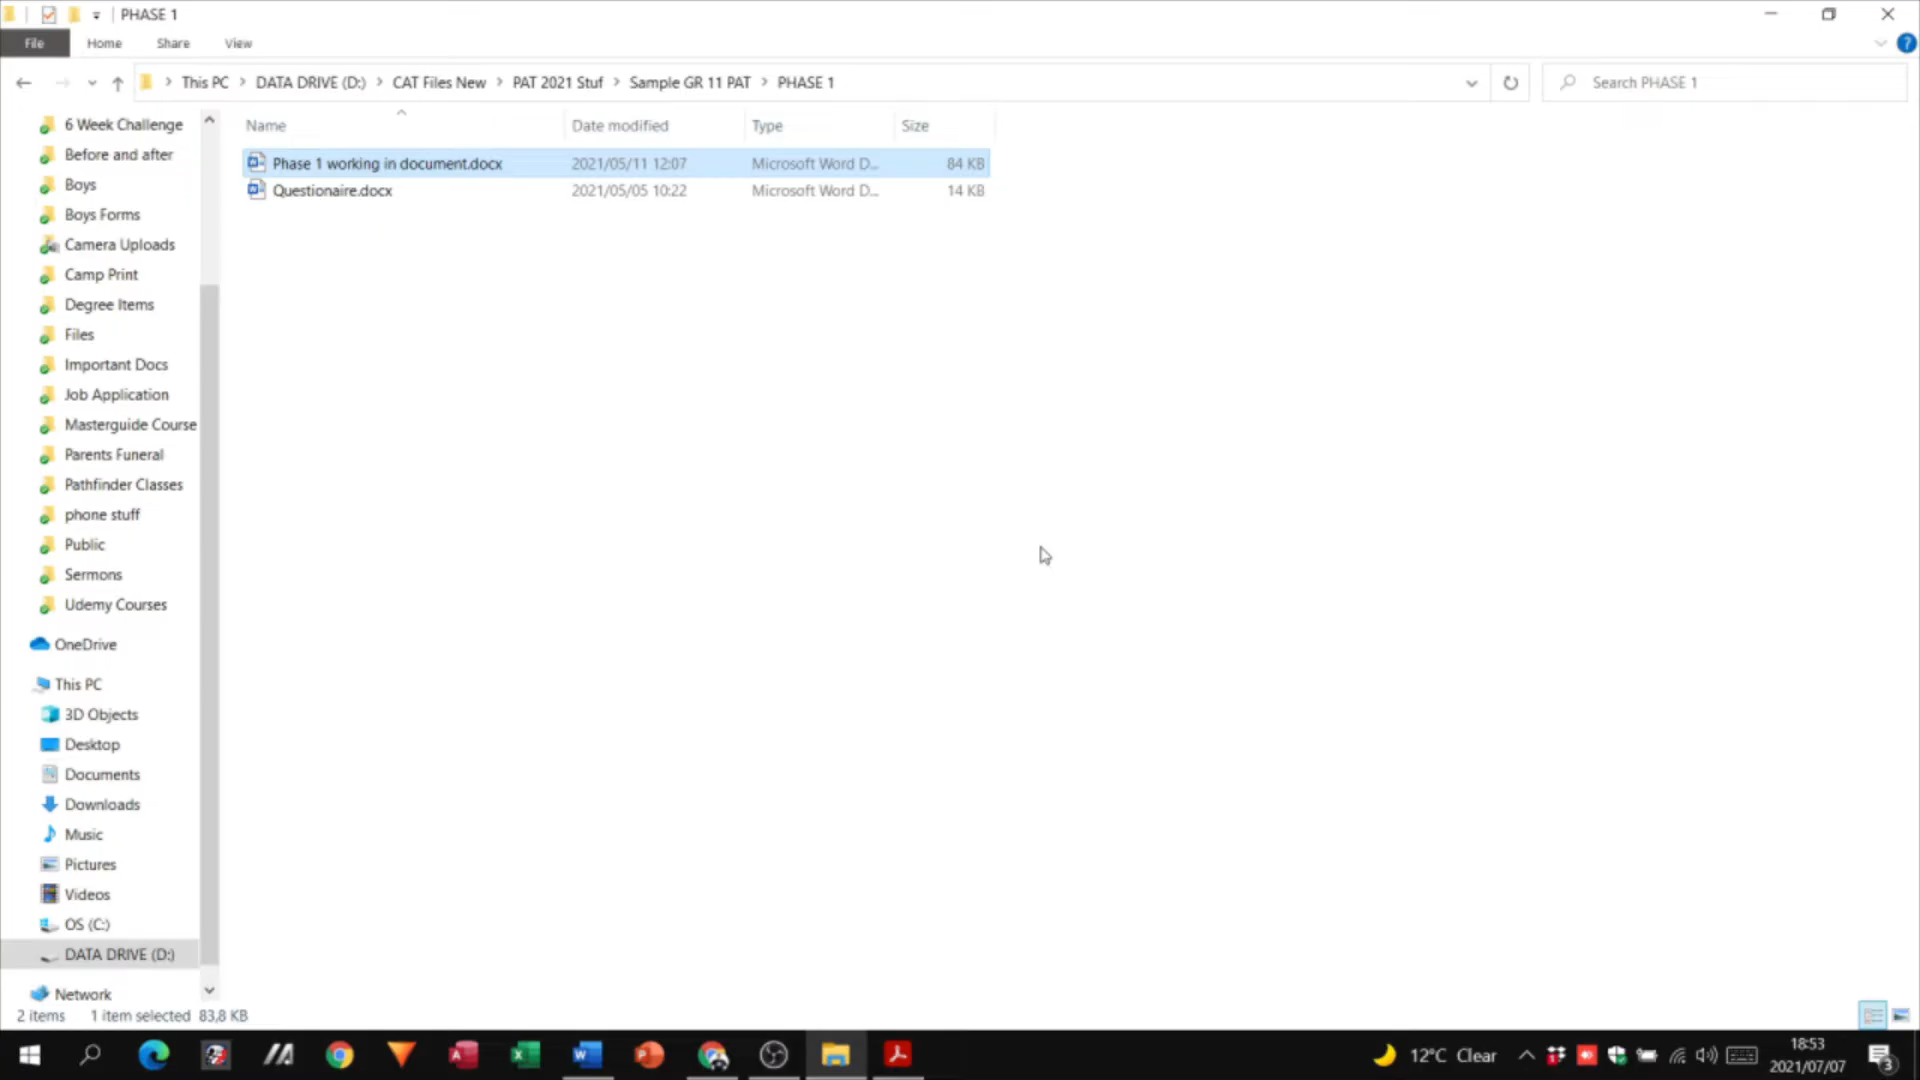 PHASE 1
File Home Share View
This PC DATA DRIVE (D:) CAT Files New PAT 2021 Stuf Sample GR 11 PAT PHASE 1
Search PHASE 1
Name Date modified Type Size
Phase 1 working in document.docx 2021/05/11 12:07 Microsoft Word D... 84 KB
Questionaire.docx 2021/05/05 10:22 Microsoft Word D... 14 KB
6 Week Challenge
Before and after
Boys
Boys Forms
Camera Uploads
Camp Print
Degree Items
Files
Important Docs
Job Application
Masterguide Course
Parents Funeral
Pathfinder Classes
phone stuff
Public
Sermons
Udemy Courses
OneDrive
This PC
3D Objects
Desktop
Documents
Downloads
Music
Pictures
Videos
OS (C:)
DATA DRIVE (D:)
Network
2 items 1 item selected 83,8 KB
12°C Clear
18:53
2021/07/07
3